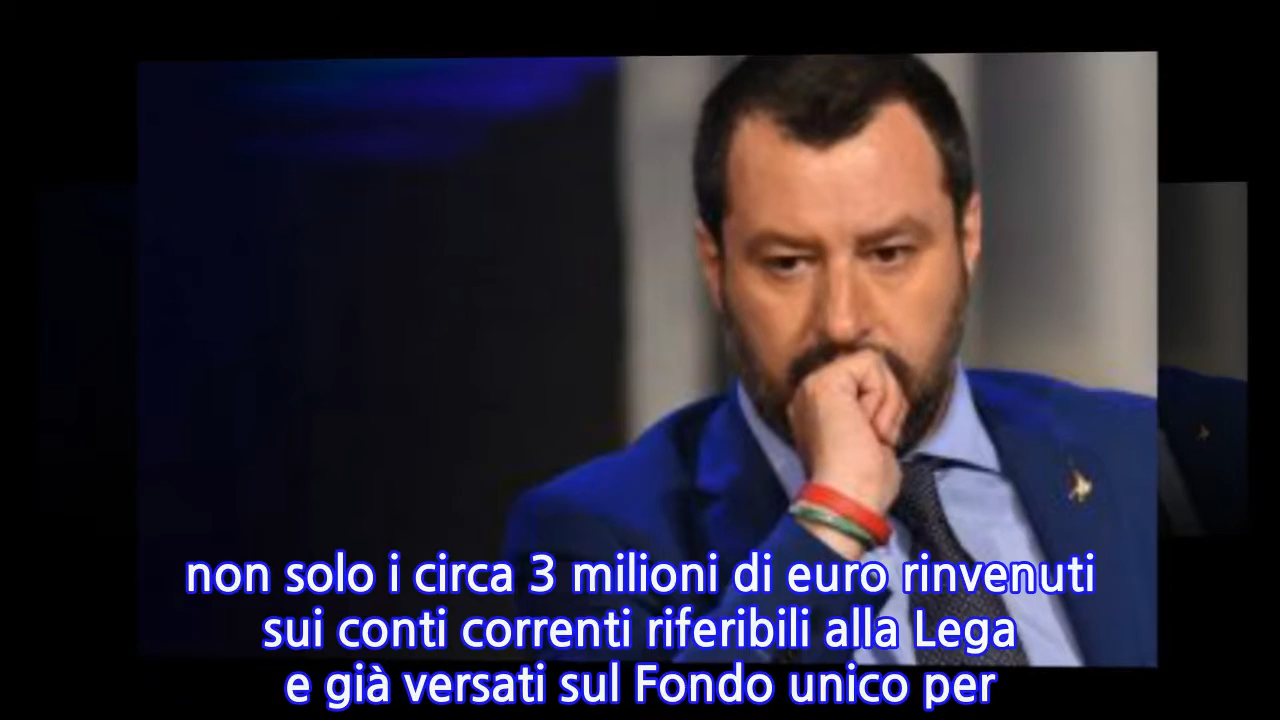 non solo i circa 3 milioni di euro rinvenuti
sui conti correnti riferibili alla Lega
e già versati sul Fondo unico per